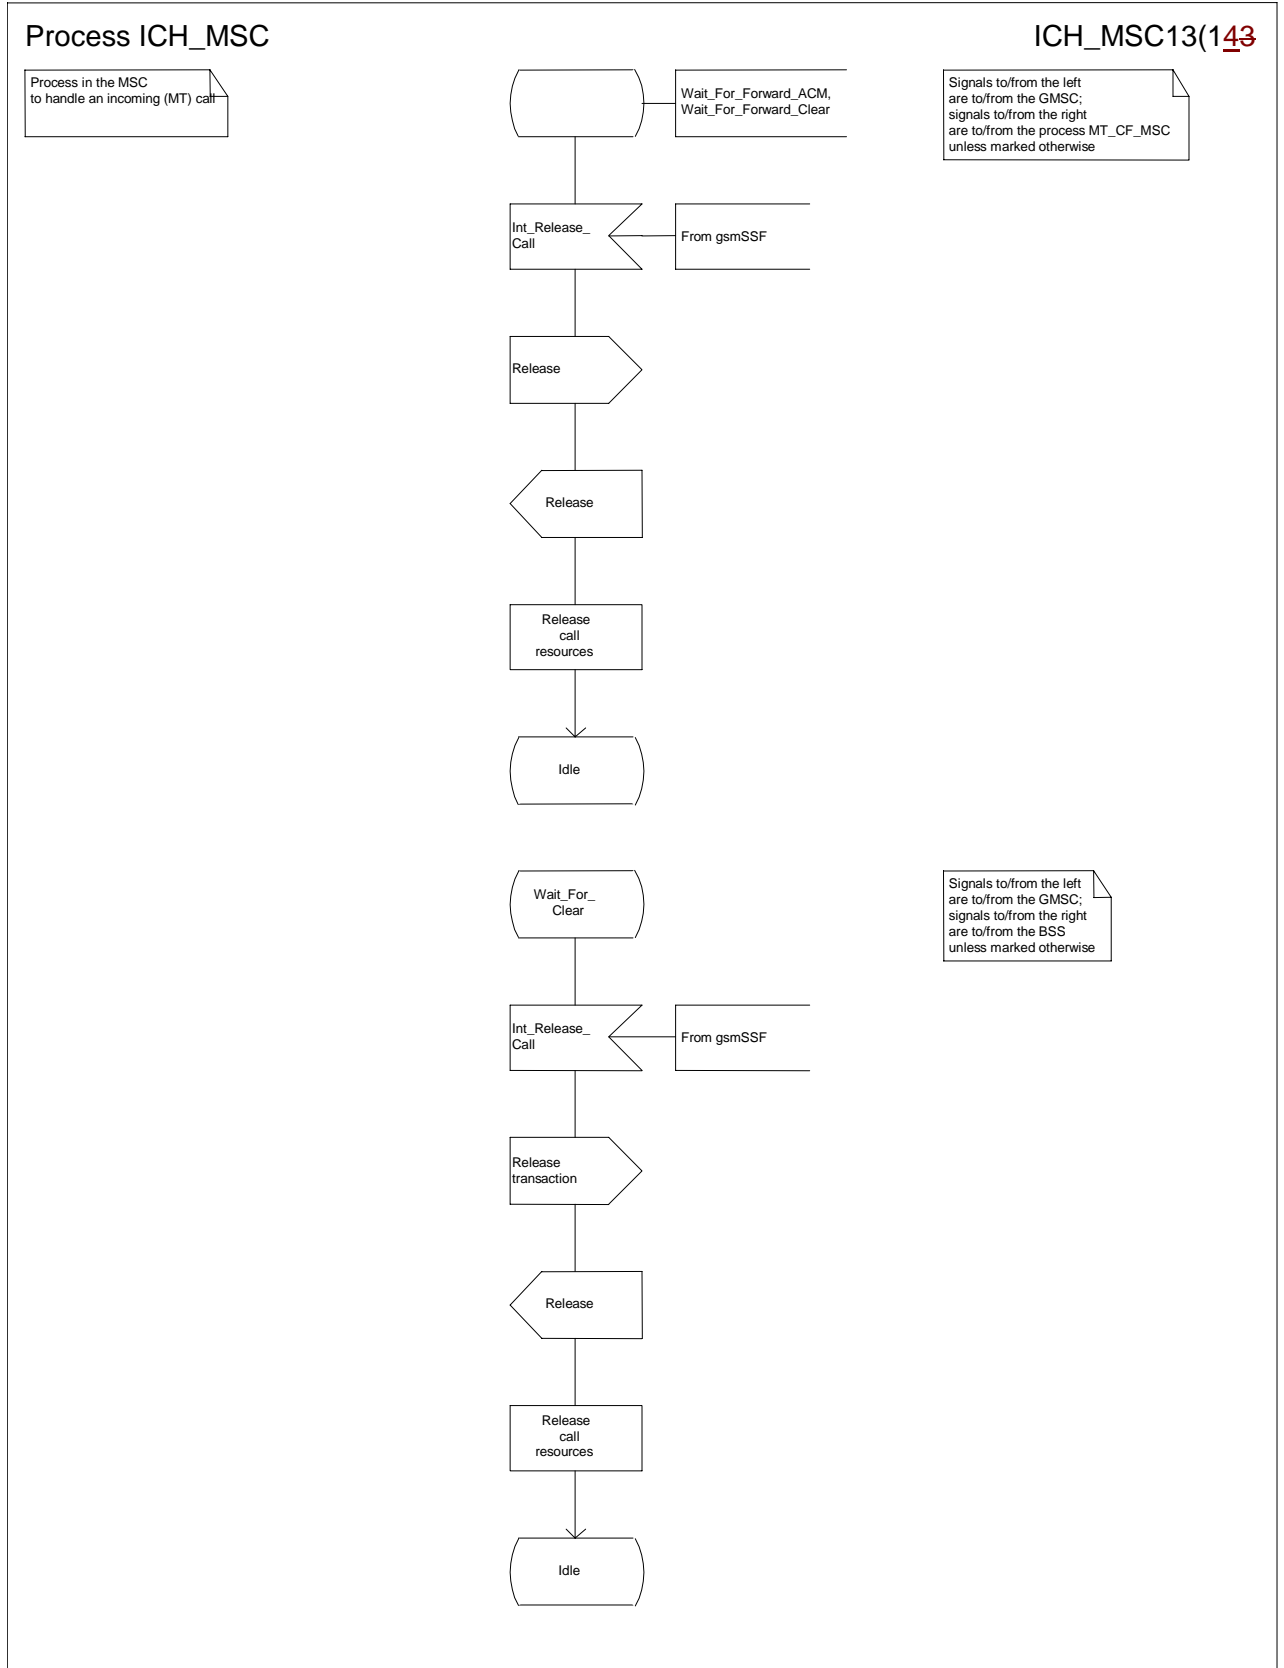 Process ICH_MSC
ICH_MSC13(143
Process in the MSC
to handle an incoming (MT) call
Wait_For_Forward_ACM,
Wait_For_Forward_Clear
Signals to/from the left
are to/from the GMSC;
signals to/from the right
are to/from the process MT_CF_MSC
unless marked otherwise
Int_Release_
Call
From gsmSSF
Release
Release
Release
call
resources
Idle
Wait_For_
Clear
Signals to/from the left
are to/from the GMSC;
signals to/from the right
are to/from the BSS
unless marked otherwise
Int_Release_
Call
From gsmSSF
Release
transaction
Release
Release
call
resources
Idle